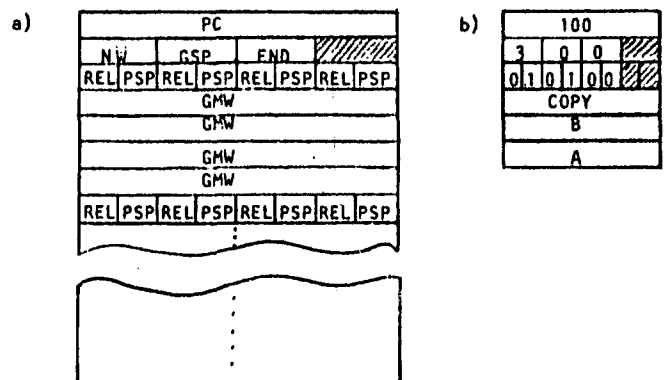 a)
PC
NW GSP END
REL PSP REL PSP REL PSP REL PSP
GMW
GMW
GMW
GMW
REL PSP REL PSP REL PSP REL PSP
b)
100
3 0 0
0 1 0 1 0 0
COPY
B
A